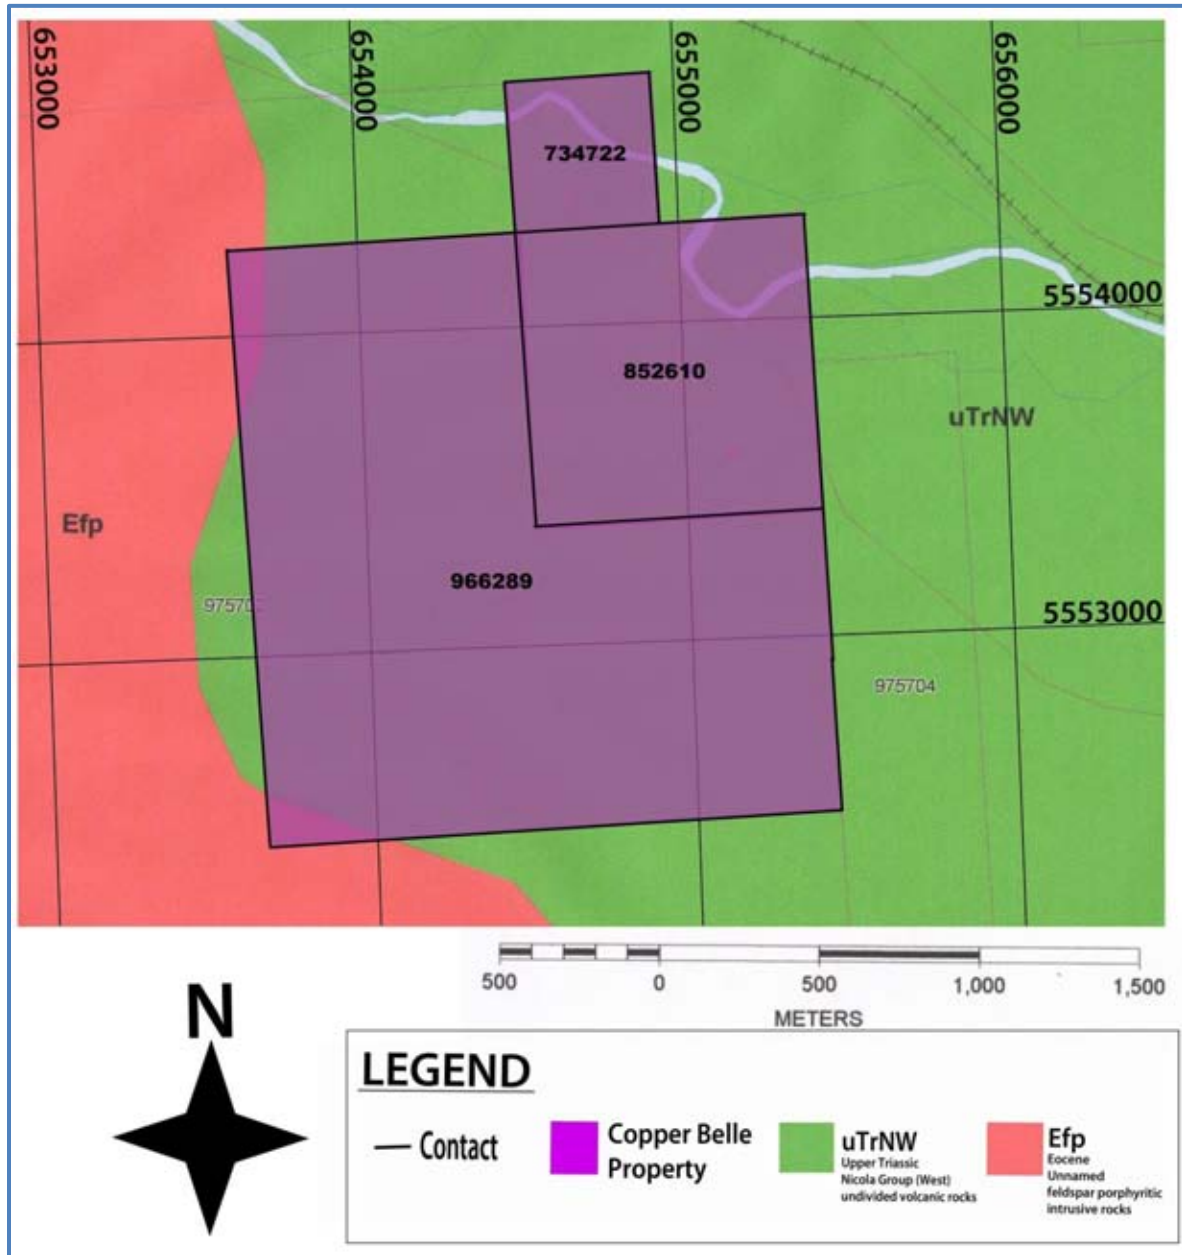 653000
654000
655000
656000
734722
5554000
852610
uTrNW
Efp
966289
97570
5553000
975704
500
0
500
1,000
1,500
METERS
N
LEGEND
Contact
Copper Belle
Property
uTrNW
Upper Triassic
Nicola Group (West)
undivided volcanic rocks
Efp
Eocene
Unnamed
feldspar porphyritic
intrusive rocks